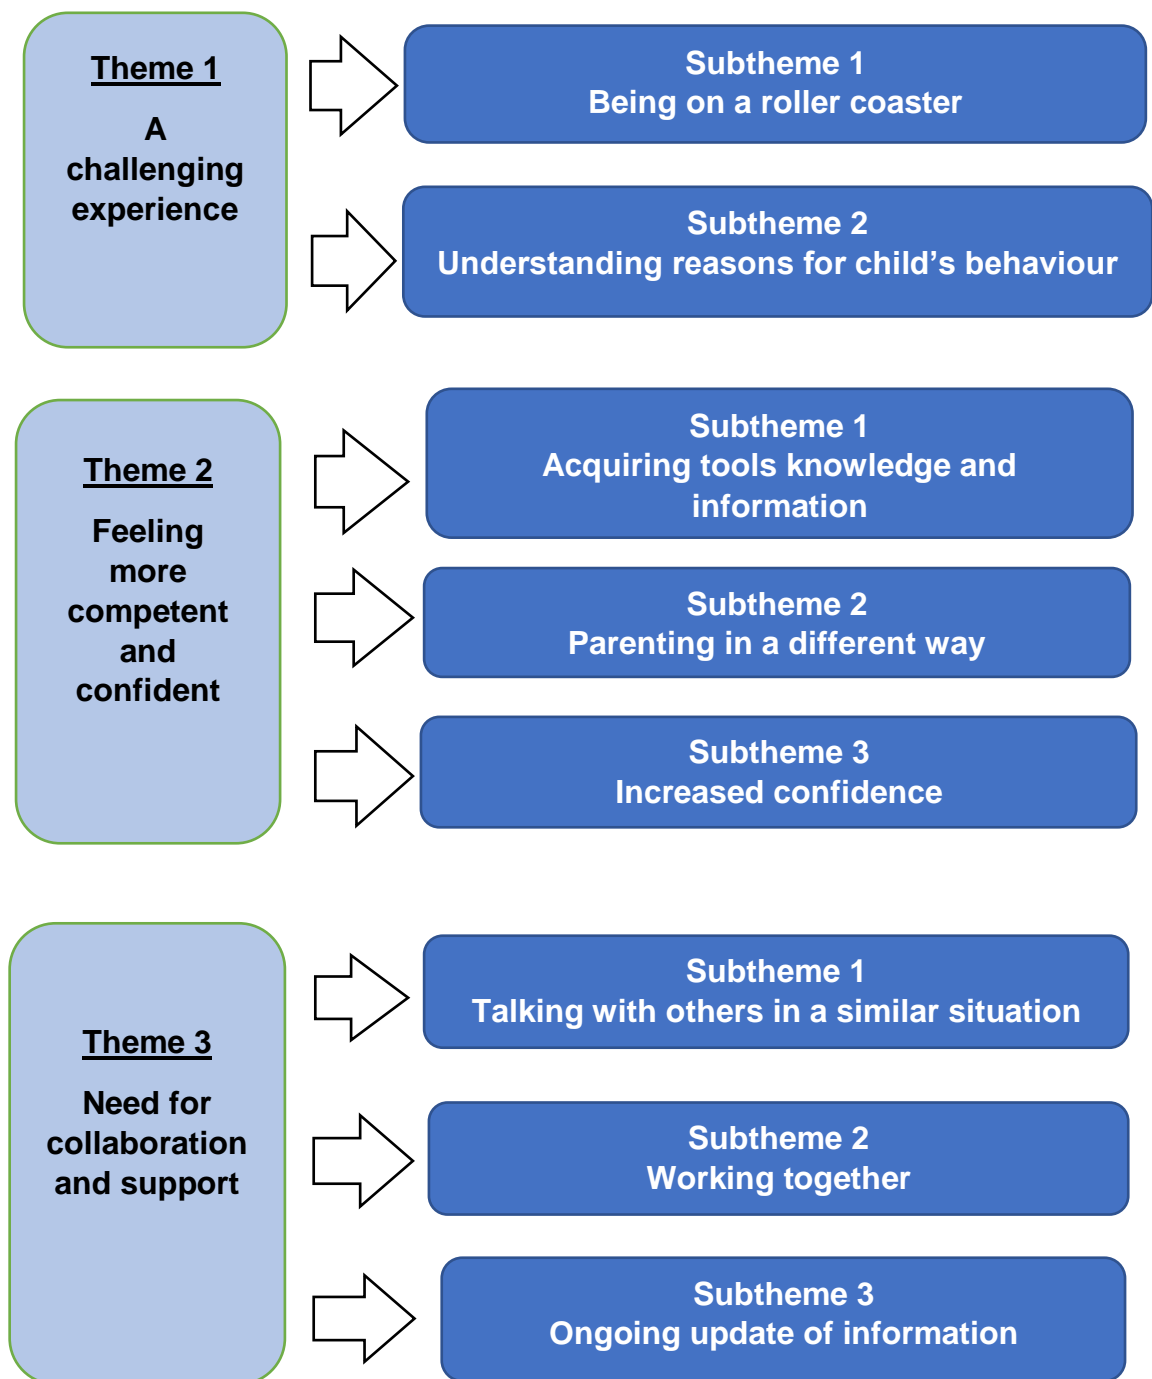 Theme 1
A
challenging
experience
Subtheme 1
Being on a roller coaster
Subtheme 2
Understanding reasons for child’s behaviour
Theme 2
Feeling
more
competent
and
confident
Subtheme 1
Acquiring tools knowledge and
information
Subtheme 2
Parenting in a different way
Subtheme 3
Increased confidence
Theme 3
Need for
collaboration
and support
Subtheme 1
Talking with others in a similar situation
Subtheme 2
Working together
Subtheme 3
Ongoing update of information